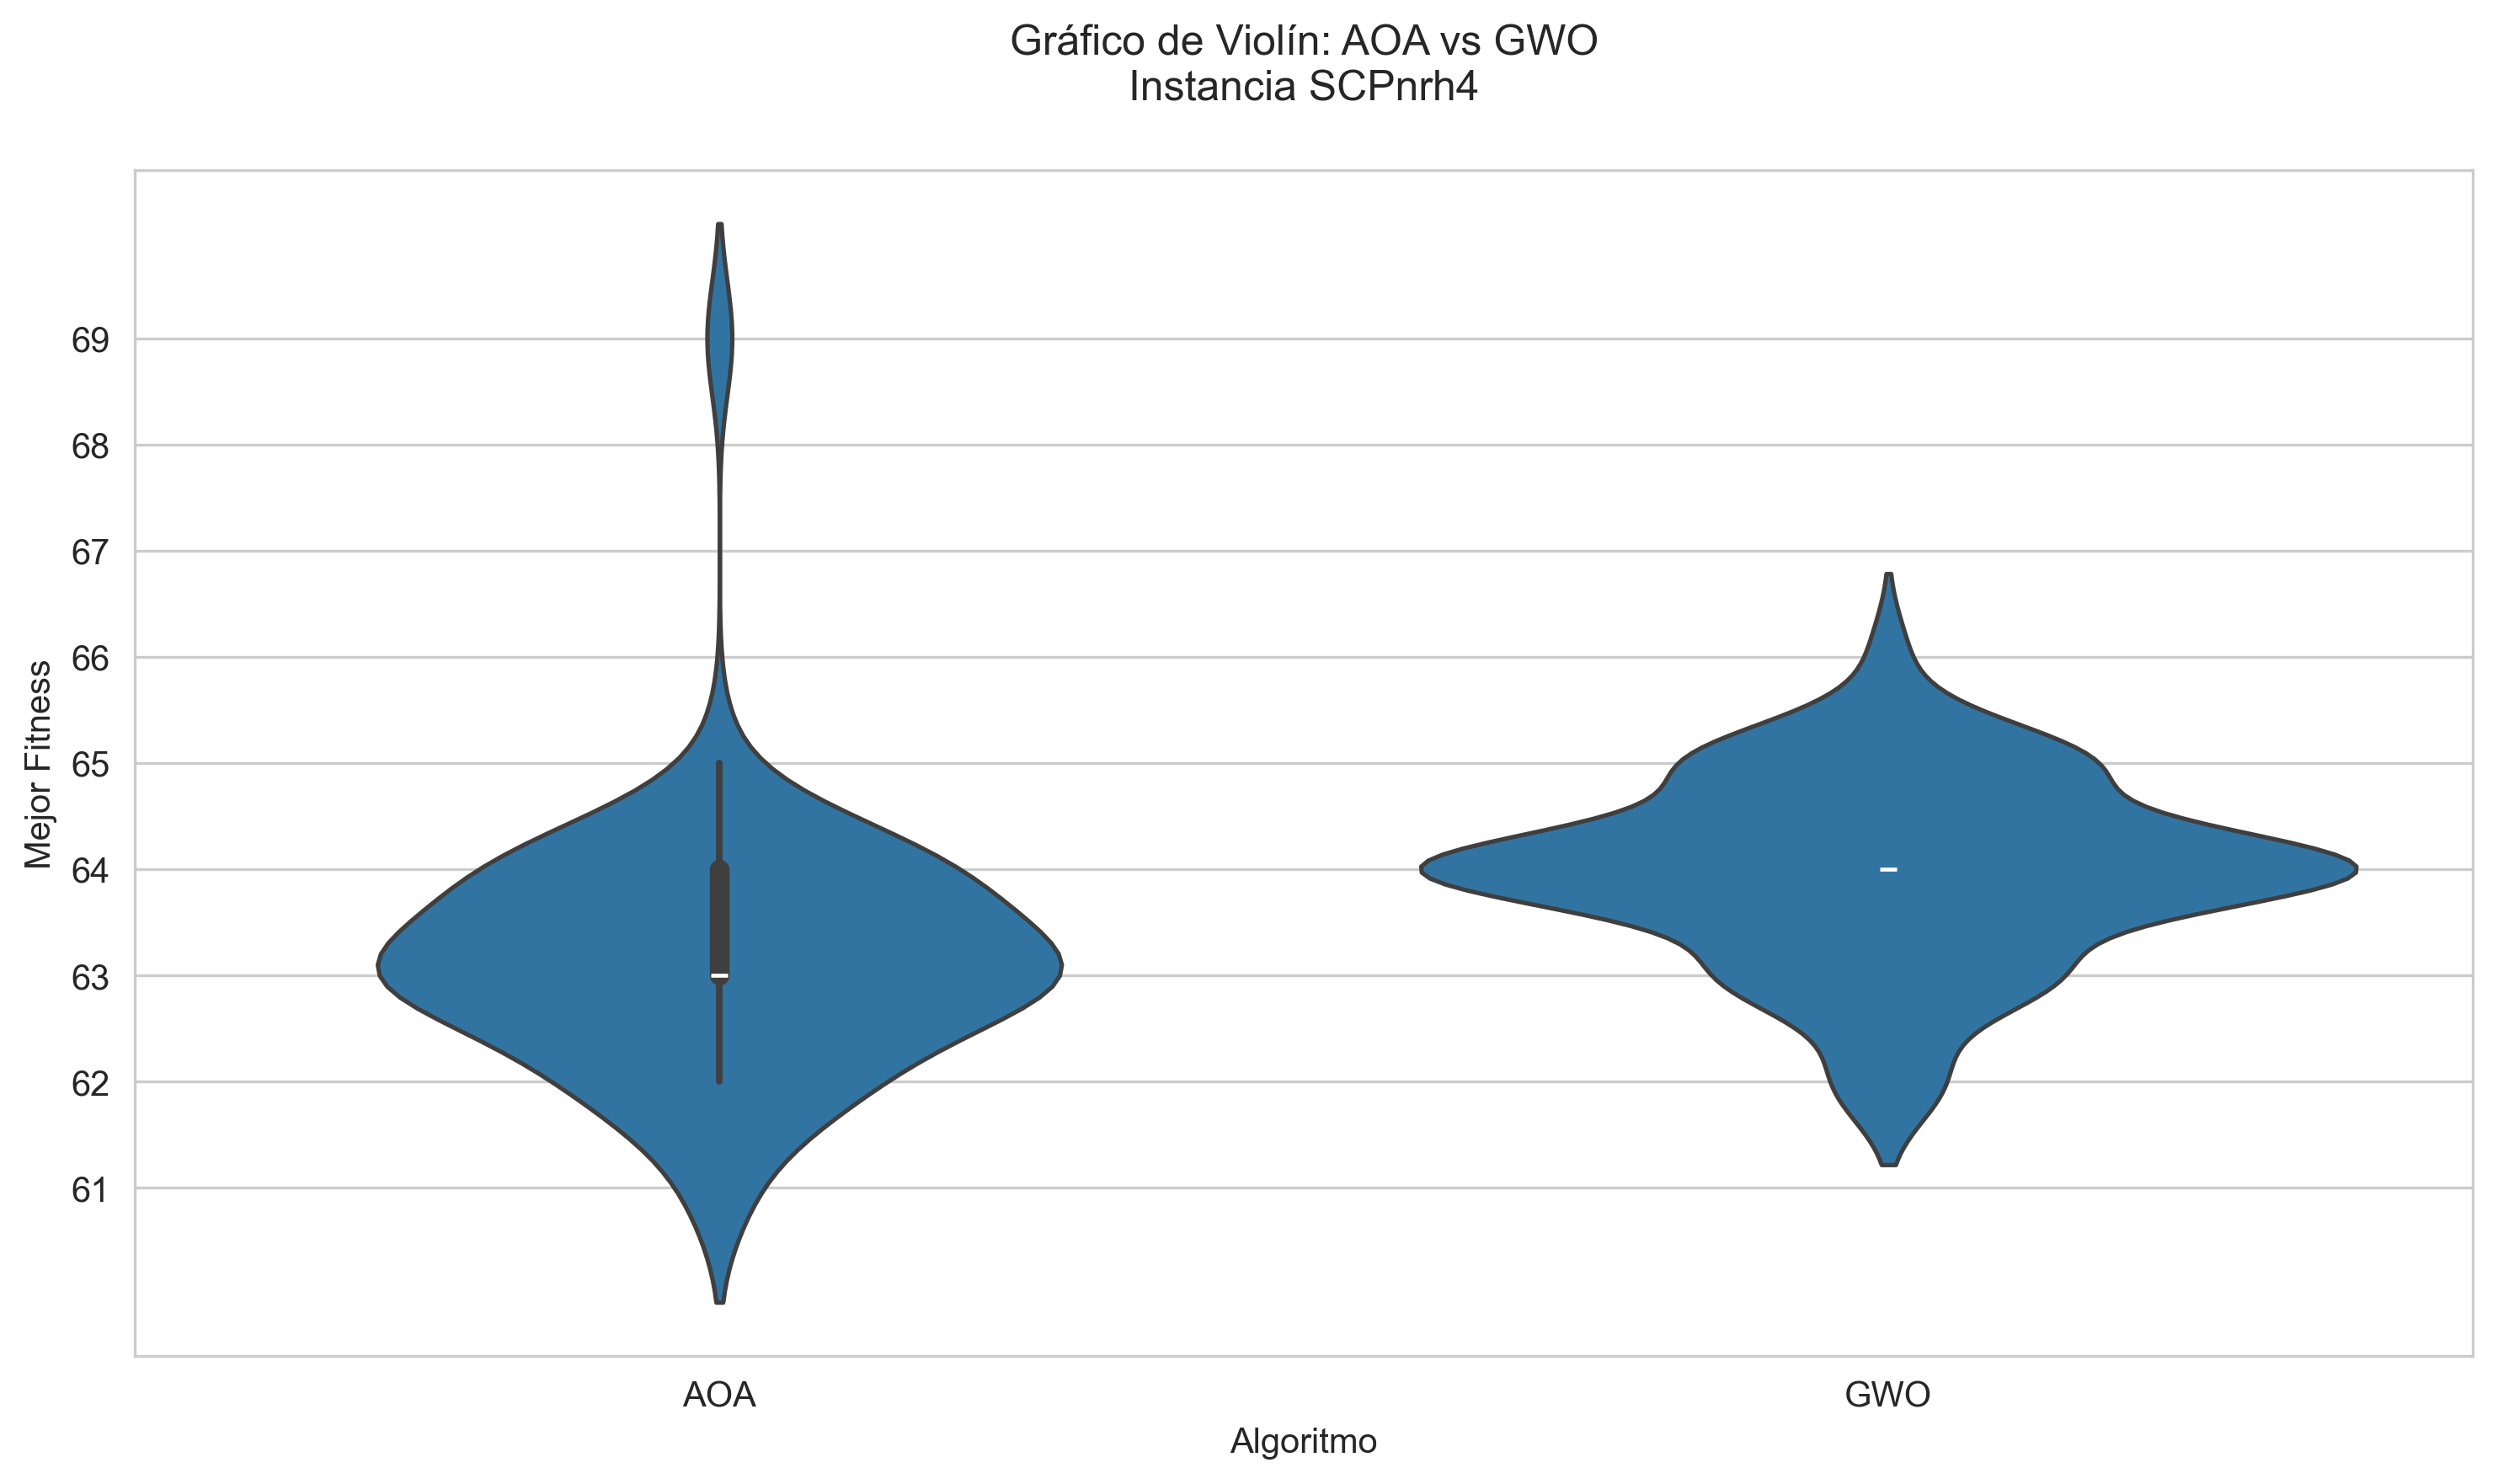 Gráfico de Violín: AOA vs GWO
Instancia SCPnrh4
Mejor Fitness
69
68
67
66
65
64
63
62
61
AOA
GWO
Algoritmo